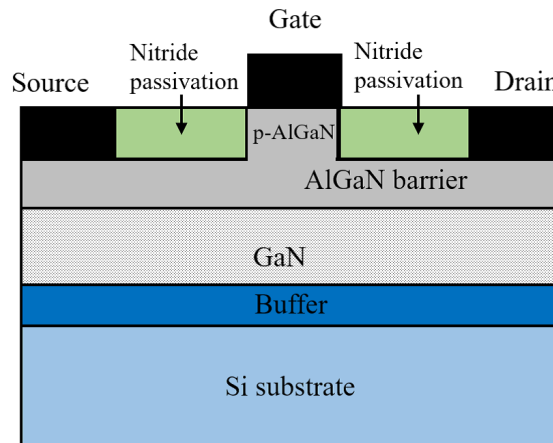 Gate
Nitride
passivation
Nitride
passivation
Source
Drain
p-AlGaN
AlGaN barrier
GaN
Buffer
Si substrate